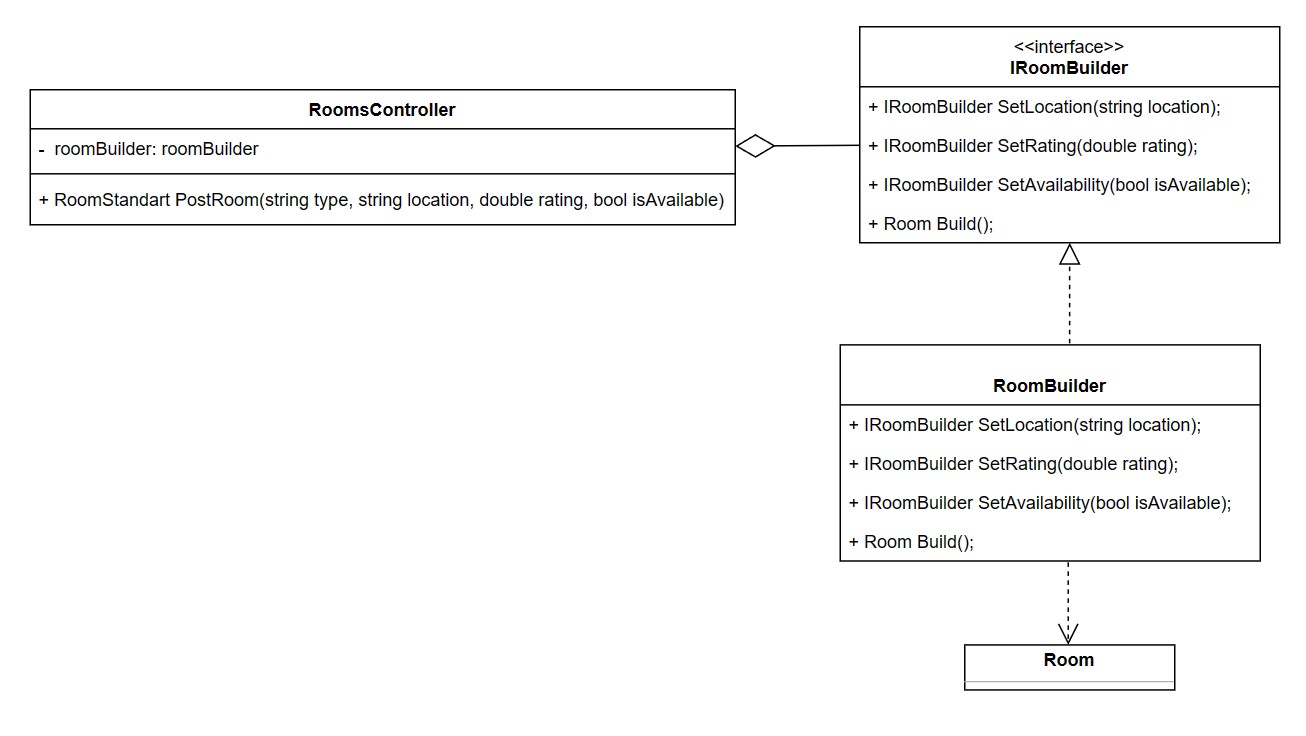 RoomsController
- roomBuilder: roomBuilder
+ RoomStandart PostRoom(string type, string location, double rating, bool isAvailable)
<<interface>>
IRoomBuilder
+ IRoomBuilder SetLocation(string location);
+ IRoomBuilder SetRating(double rating);
+ IRoomBuilder SetAvailability(bool isAvailable);
+ Room Build();
RoomBuilder
+ IRoomBuilder SetLocation(string location);
+ IRoomBuilder SetRating(double rating);
+ IRoomBuilder SetAvailability(bool isAvailable);
+ Room Build();
Room